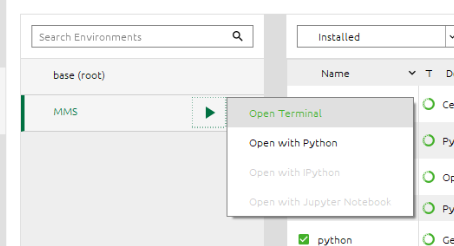 Search Environments
Installed
base (root)
Name
T
MMS
Open Terminal
Open with Python
Open with IPython
Open with Jupyter Notebook
python